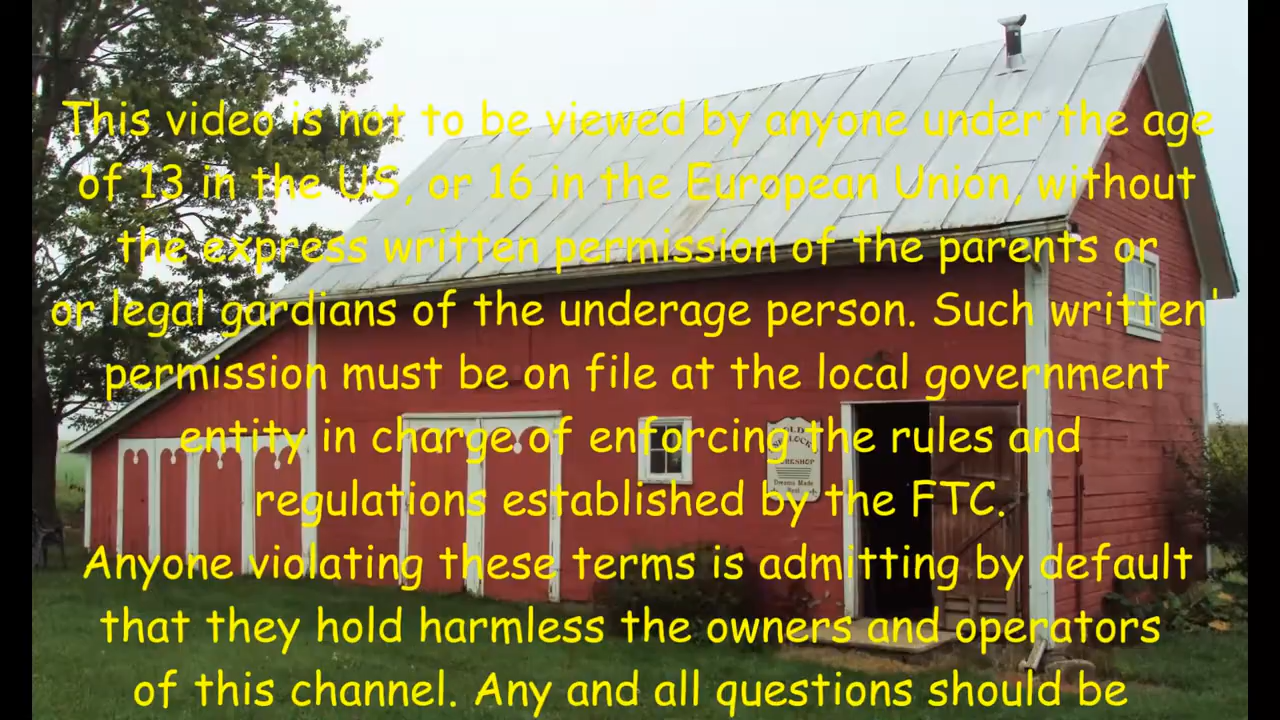 This video is not to be viewed by anyone under the age
of 13 in the US, or 16 in the European Union, without
the express written permission of the parents or
or legal gardians of the underage person. Such written'
permission must be on file at the local government
entity in charge of enforcing the rules and
regulations established by the FTC.
Anyone violating these terms is admitting by default
that they hold harmless the owners and operators
of this channel. Any and all questions should be
OLD
Dreams Made